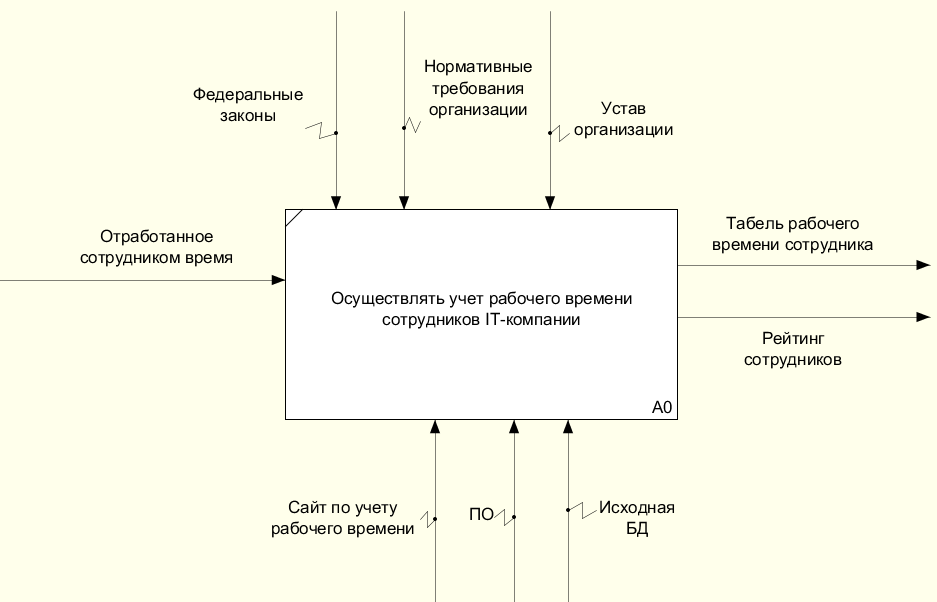 Федеральные
законы
Нормативные
требования
организации
Устав
организации
Отработанное
сотрудником время
Табель рабочего
времени сотрудника
Осуществлять учет рабочего времени
сотрудников IT-компании
Рейтинг
сотрудников
A0
Сайт по учету
рабочего времени
ПО
Исходная
БД